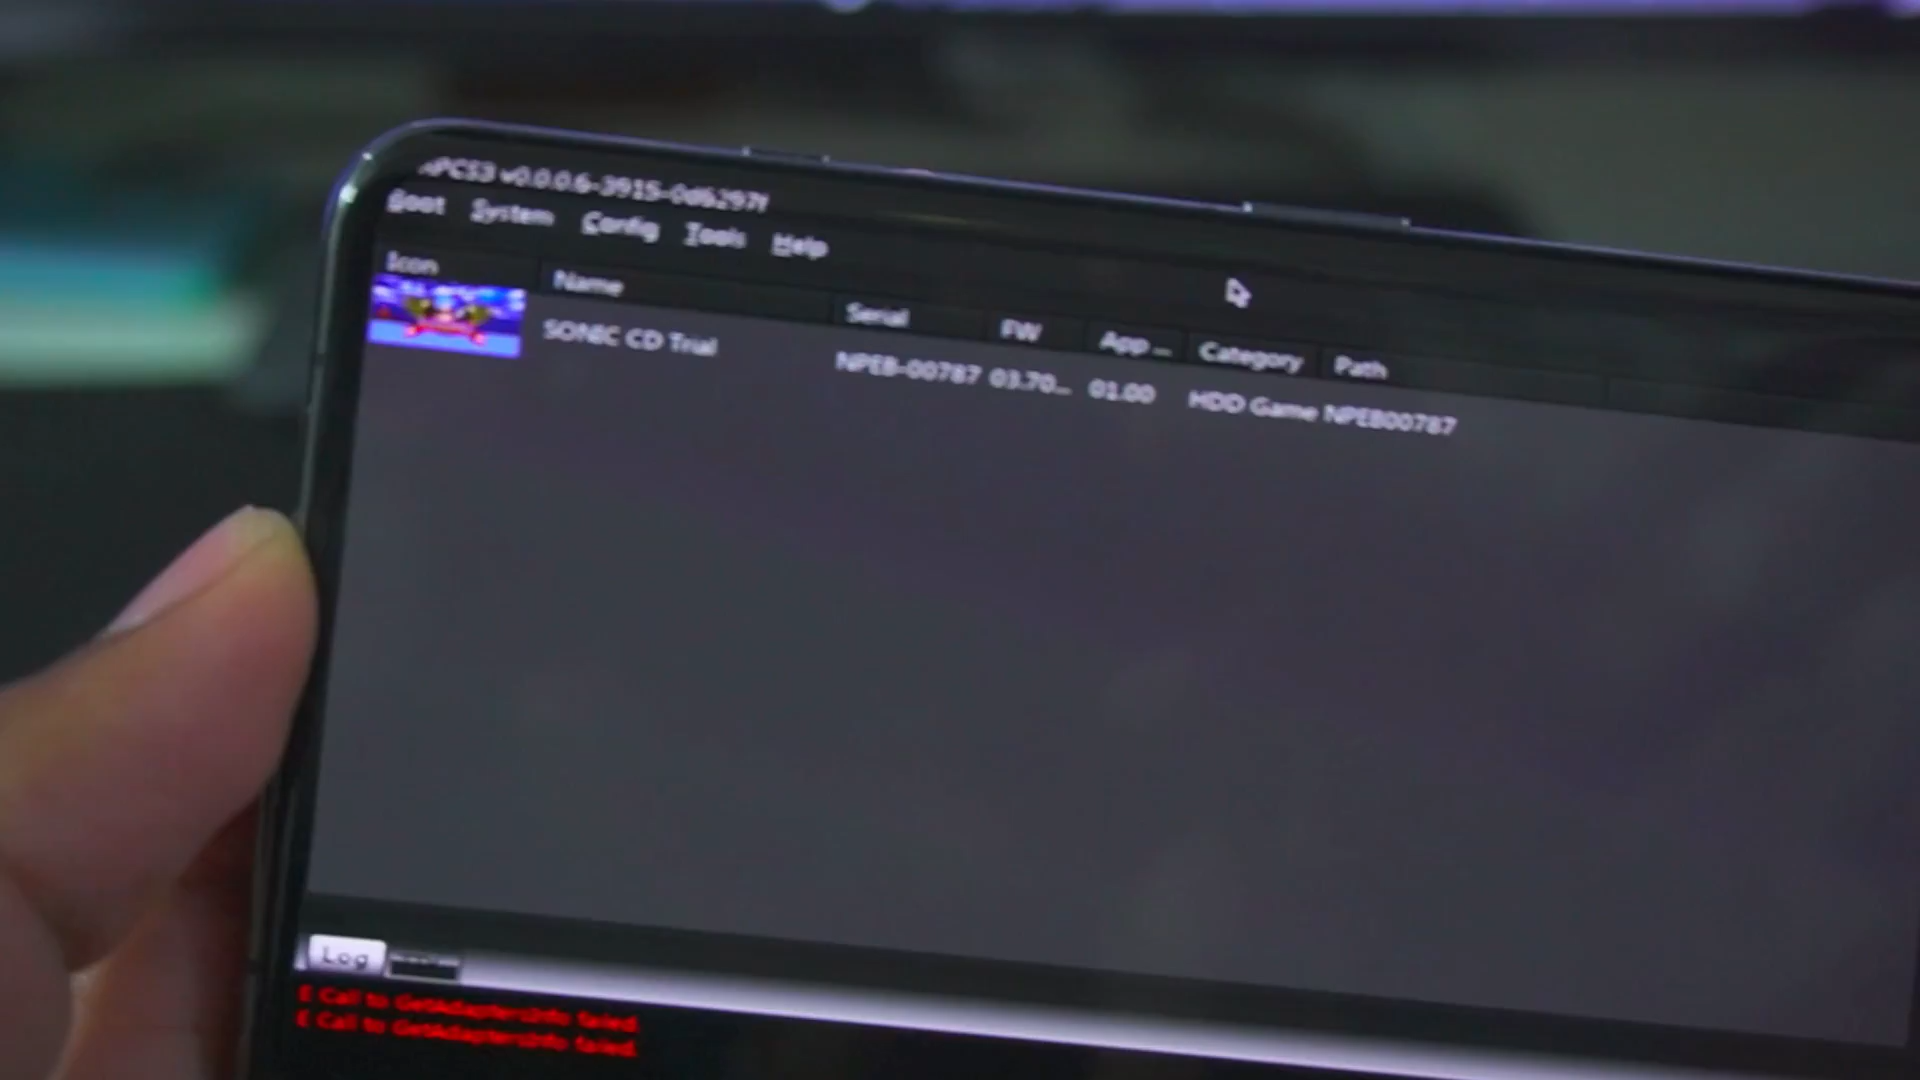 RPCS3 v0.0.0.6-3915-0d6297f
Boot System Config Tools Help
Icon Name Serial FW App ... Category Path
SONIC CD Trial NPEB-00787 03.70... 01.00 HDD Game NPEB00787
Log
E Call to GetAdaptersInfo failed.
E Call to GetAdaptersInfo failed.